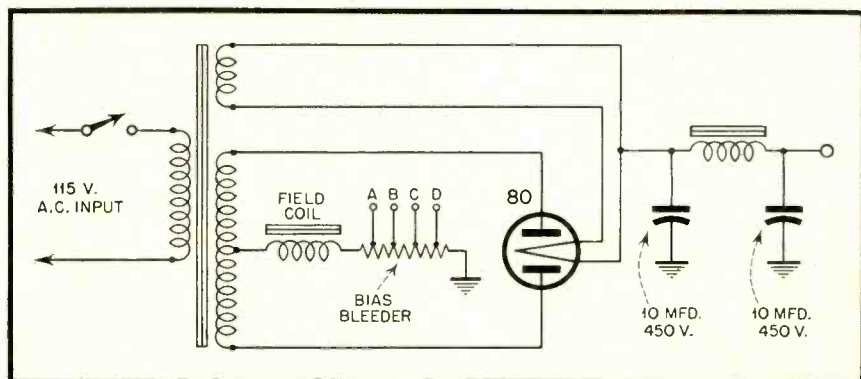 115 V.
A.C. INPUT
FIELD
COIL
A B C D
BIAS
BLEEDER
80
10 MFD.
450 V.
10 MFD.
450 V.